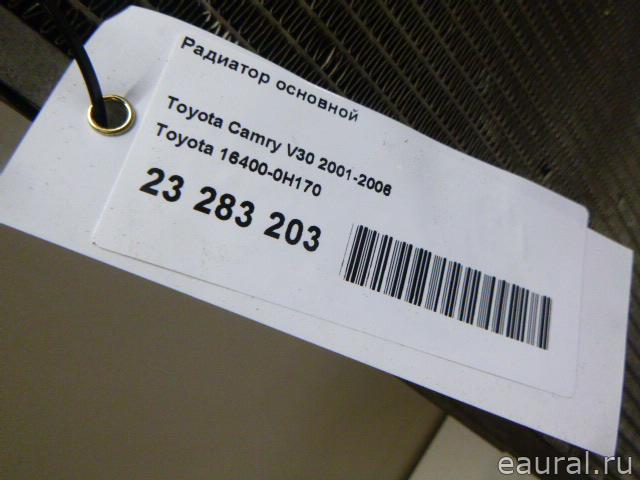 Радиатор основной
Toyota Camry V30 2001-2006
Toyota 16400-0H170
23 283 203
eaural.ru